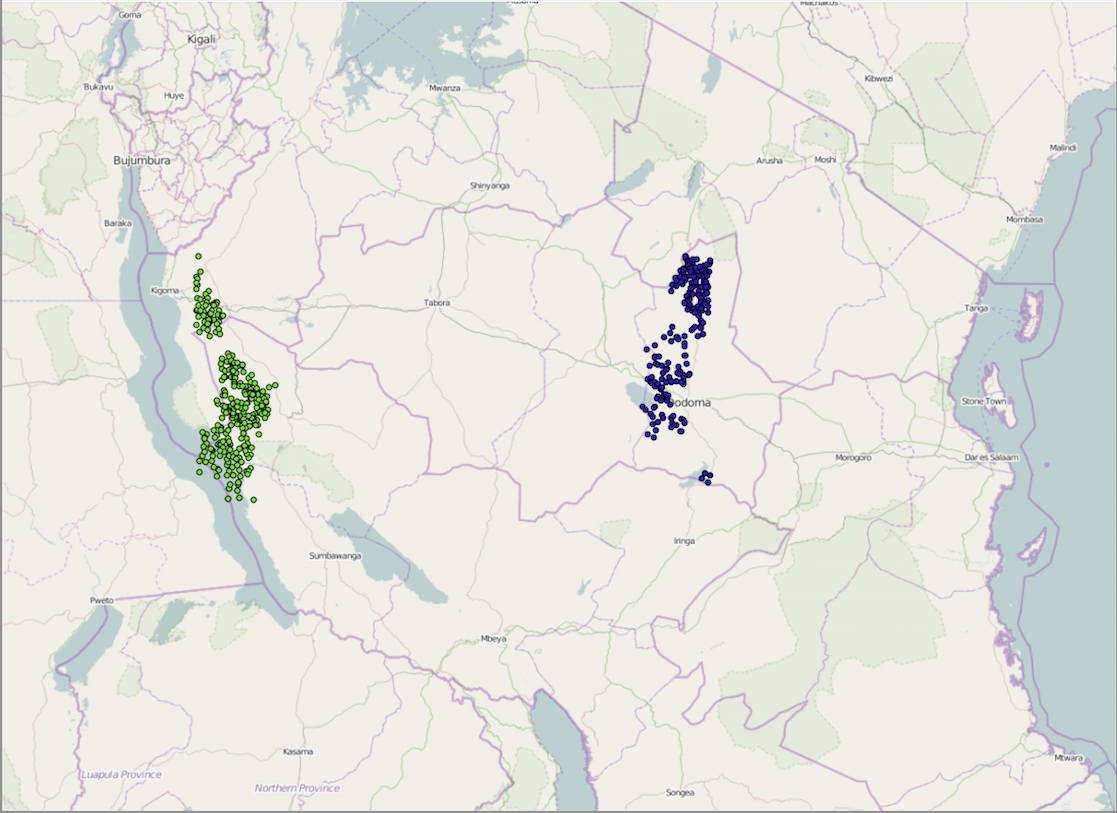 Goma
Kigali
Machakos
Kibwezi
Bukavu
Huye
Mwanza
Malindi
Bujumbura
Arusha
Moshi
Shinyanga
Baraka
Mombasa
Kigoma
Tabora
Tanga
Dodoma
Stone Town
Morogoro
Dar es Salaam
Iringa
Sumbawanga
Pweto
Mbeya
Kasama
Mtwara
Luapula Province
Northern Province
Songea